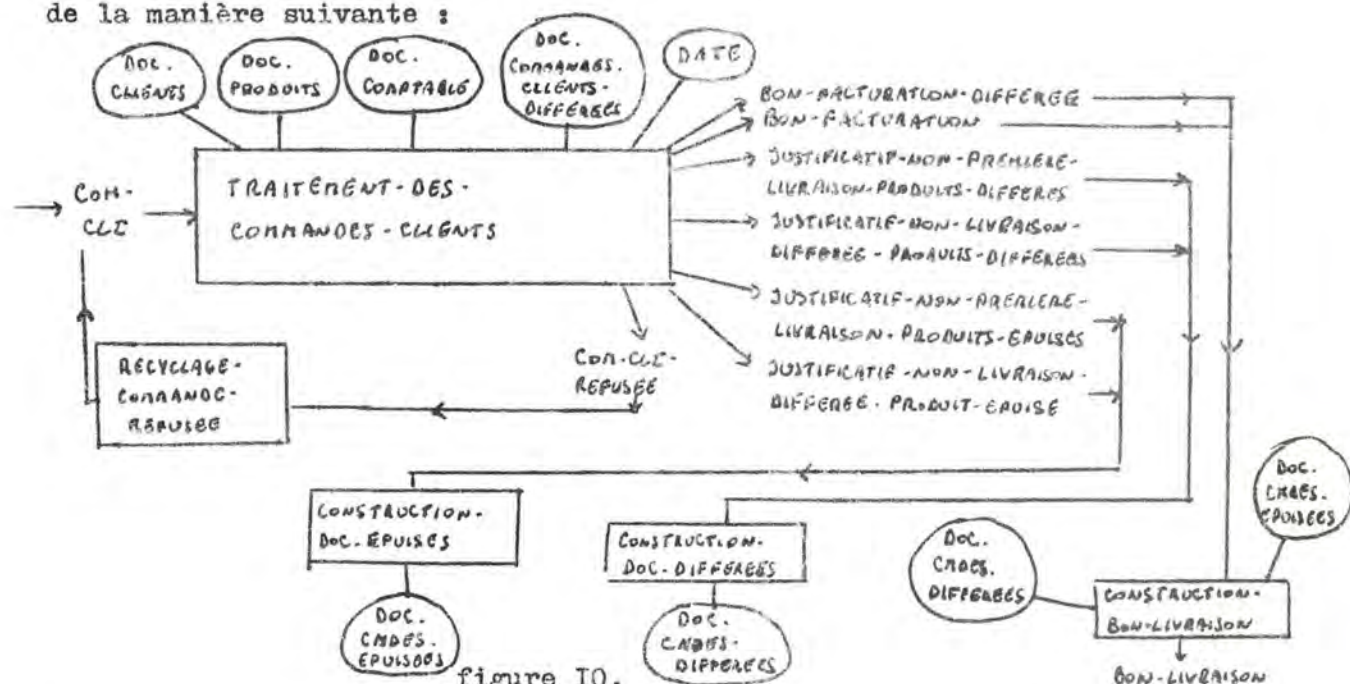 de la manière suivante :
DOC.
CLIENTS
DOC.
PRODUITS
DOC.
COMPTABLE
DOC.
COMMANDES.
CLIENTS-
DIFFEREES
DATE
COM-
CLI
TRAITEMENT-DES-
COMMANDES-CLIENTS
BON-FACTURATION-DIFFEREE
BON-FACTURATION
JUSTIFICATIF-NON-PREMIERE-
LIVRAISON-PRODUITS-DIFFERES
JUSTIFICATIF-NON-LIVRAISON-
DIFFEREE-PRODUITS-DIFFEREES
JUSTIFICATIF-NON-PREMIERE-
LIVRAISON-PRODUITS-EPUISES
JUSTIFICATIF-NON-LIVRAISON-
DIFFEREE-PRODUIT-EPUISE
COM-CLI-
REFUSEE
RECYCLAGE-
COMMANDE-
REFUSEE
CONSTRUCTION-
DOC-EPUISES
DOC.
CMDES.
EPUISEES
CONSTRUCTION-
DOC-DIFFEREES
DOC.
CMDES-
DIFFEREES
DOC.
CMDES.
DIFFEREES
DOC.
CMDES.
EPUISEES
CONSTRUCTION-
BON-LIVRAISON
BON-LIVRAISON
figure IO.